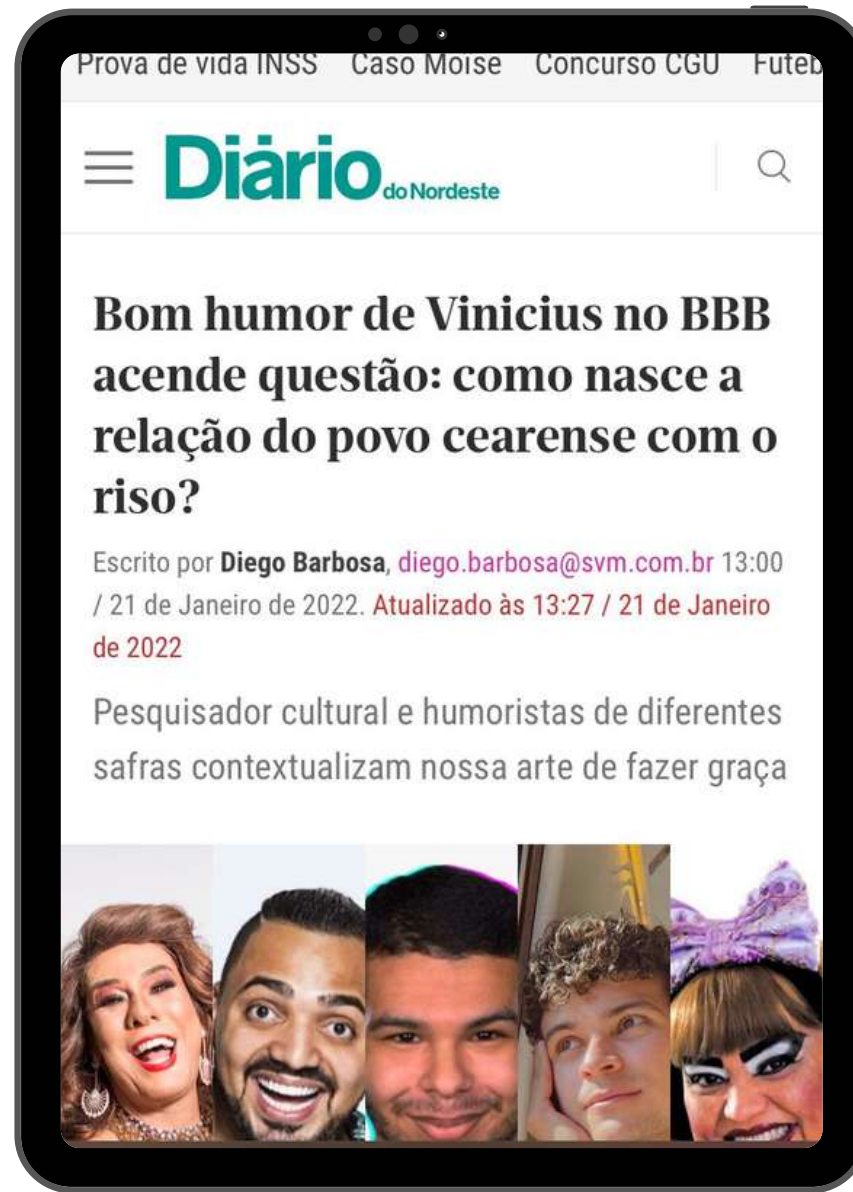 Prova de vida INSS Caso Moïse Concurso CGU Futeb
Diário do Nordeste
Bom humor de Vinicius no BBB
acende questão: como nasce a
relação do povo cearense com o
riso?
Escrito por Diego Barbosa, diego.barbosa@svm.com.br 13:00
/ 21 de Janeiro de 2022. Atualizado às 13:27 / 21 de Janeiro
de 2022
Pesquisador cultural e humoristas de diferentes
safras contextualizam nossa arte de fazer graça